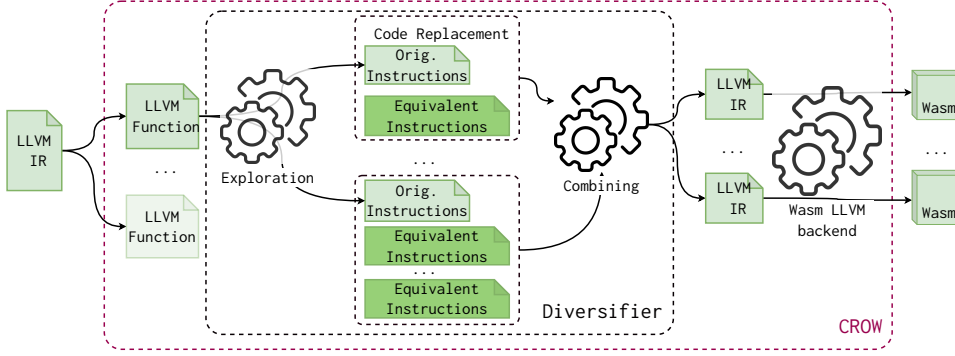 LLVM
IR
LLVM
Function
...
LLVM
Function
Exploration
Code Replacement
Orig.
Instructions
Equivalent
Instructions
...
Orig.
Instructions
Equivalent
Instructions
...
Equivalent
Instructions
Combining
Diversifier
LLVM
IR
...
LLVM
IR
Wasm LLVM
backend
Wasm
...
Wasm
CROW